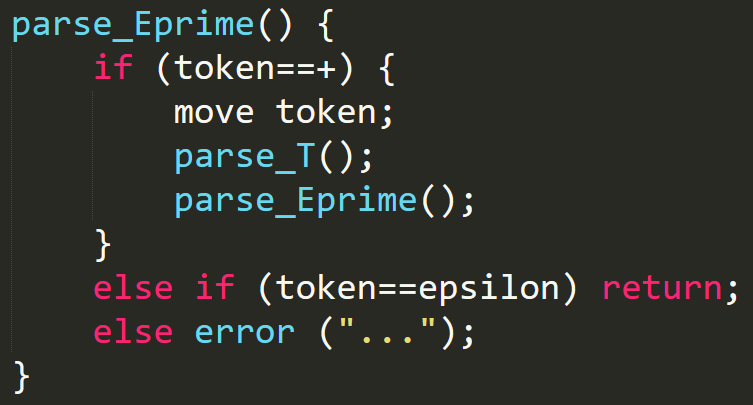 parse_Eprime() {
    if (token==+) {
        move token;
        parse_T();
        parse_Eprime();
    }
    else if (token==epsilon) return;
    else error ("...");
}